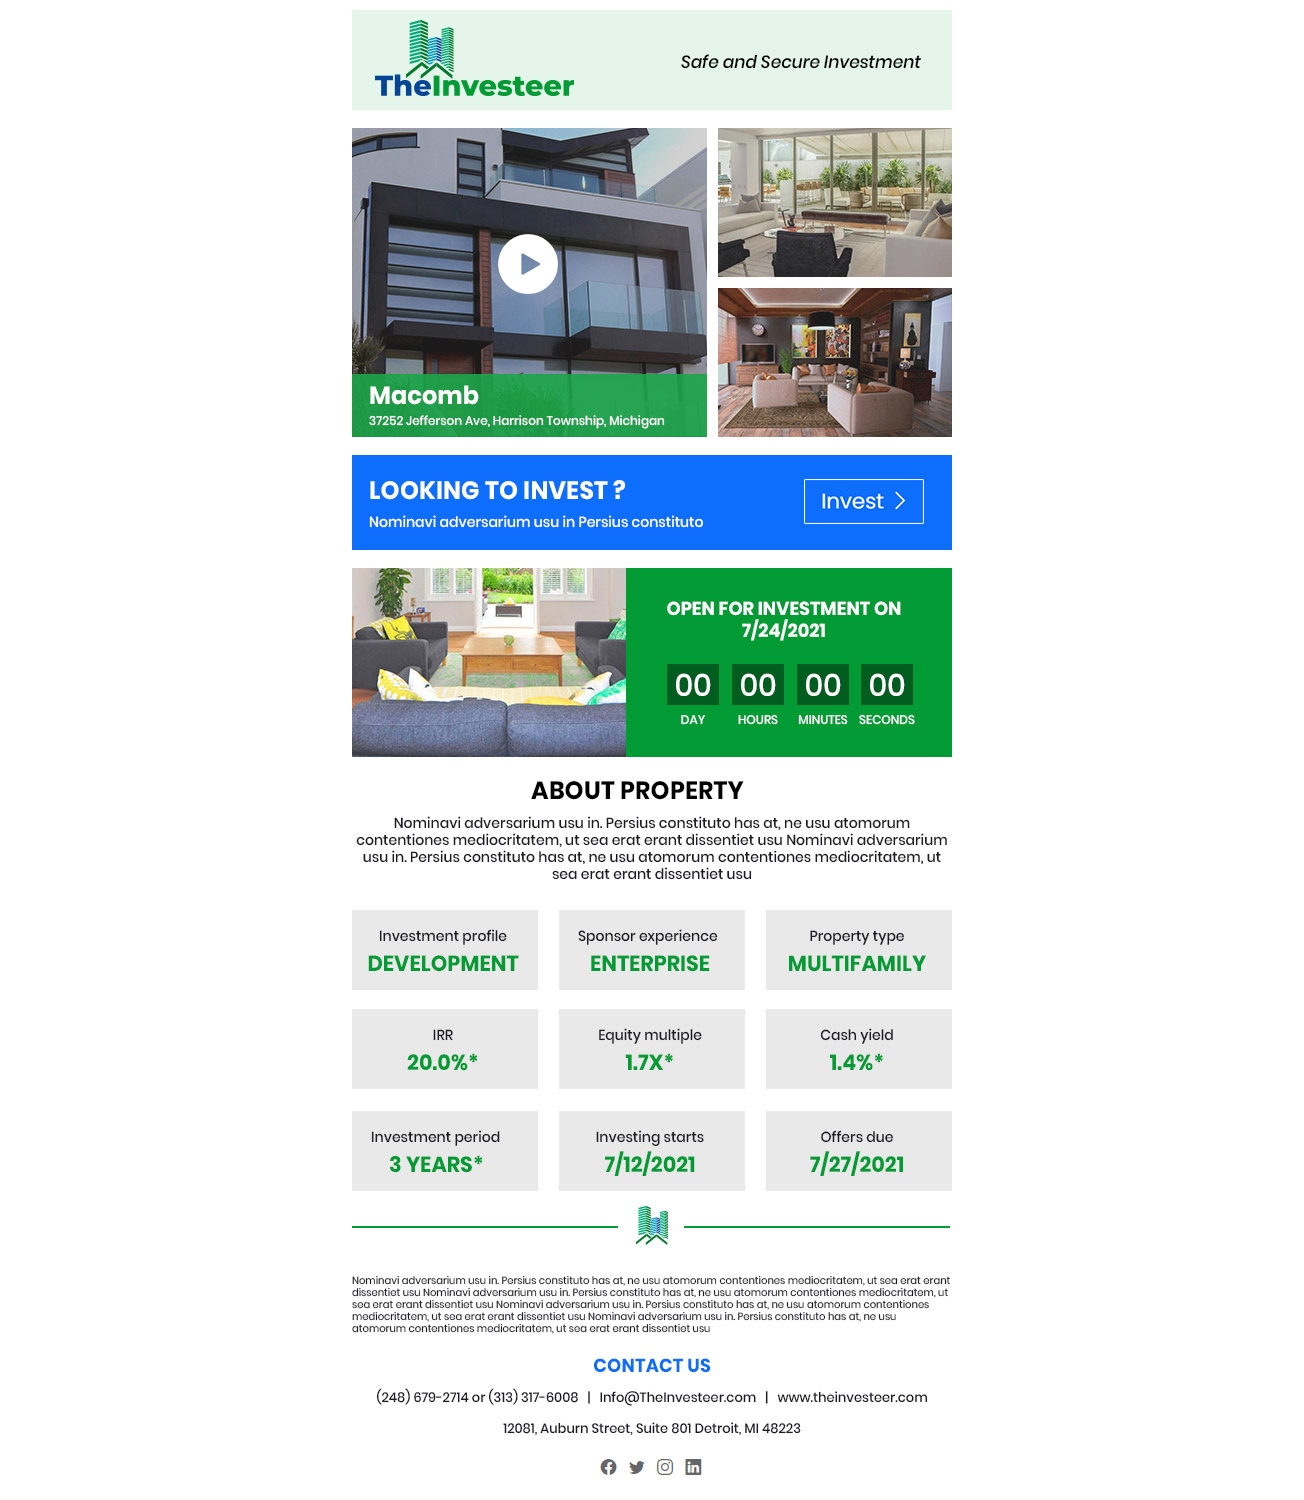 TheInvesteer
Safe and Secure Investment
Macomb
37252 Jefferson Ave, Harrison Township, Michigan
LOOKING TO INVEST ?
Nominavi adversarium usu in Persius constituto
Invest
OPEN FOR INVESTMENT ON
7/24/2021
00 00 00 00
DAY HOURS MINUTES SECONDS
ABOUT PROPERTY
Nominavi adversarium usu in. Persius constituto has at, ne usu atomorum
contentiones mediocritatem, ut sea erat erant dissentiet usu Nominavi adversarium
usu in. Persius constituto has at, ne usu atomorum contentiones mediocritatem, ut
sea erat erant dissentiet usu
Investment profile
DEVELOPMENT
Sponsor experience
ENTERPRISE
Property type
MULTIFAMILY
IRR
20.0%*
Equity multiple
1.7X*
Cash yield
1.4%*
Investment period
3 YEARS*
Investing starts
7/12/2021
Offers due
7/27/2021
Nominavi adversarium usu in. Persius constituto has at, ne usu atomorum contentiones mediocritatem, ut sea erat erant
dissentiet usu Nominavi adversarium usu in. Persius constituto has at, ne usu atomorum contentiones mediocritatem, ut
sea erat erant dissentiet usu Nominavi adversarium usu in. Persius constituto has at, ne usu atomorum contentiones
mediocritatem, ut sea erat erant dissentiet usu Nominavi adversarium usu in. Persius constituto has at, ne usu
atomorum contentiones mediocritatem, ut sea erat erant dissentiet usu
CONTACT US
(248) 679-2714 or (313) 317-6008 | Info@TheInvesteer.com | www.theinvesteer.com
12081, Auburn Street, Suite 801 Detroit, MI 48223